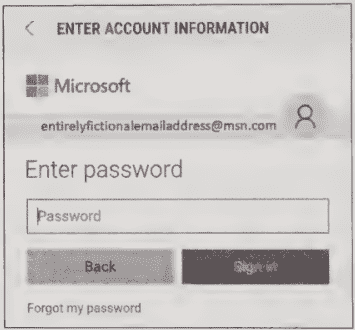 < ENTER ACCOUNT INFORMATION
Microsoft
entirelyfictionalemailaddress@msn.com
Enter password
Password
Back Sign in
Forgot my password